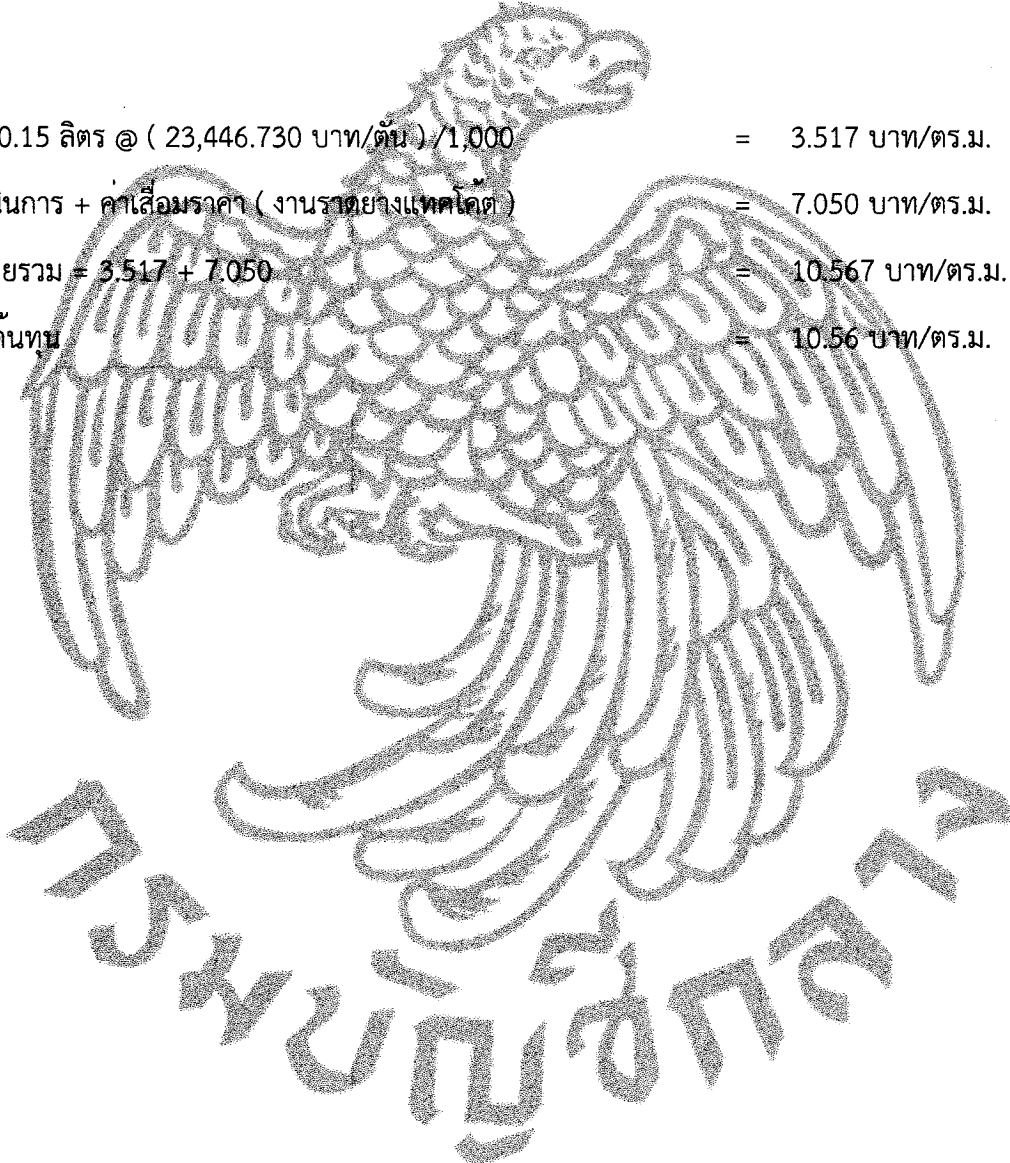 0.15 ลิตร @ ( 23,446.730 บาท/ตัน ) /1,000 = 3.517 บาท/ตร.ม.
นินการ + ค่าเสื่อมราคา ( งานราดยางแทคโค้ต ) = 7.050 บาท/ตร.ม.
ยรวม = 3.517 + 7.050 = 10.567 บาท/ตร.ม.
ต้นทุน = 10.56 บาท/ตร.ม.
กรมบัญชีกลาง